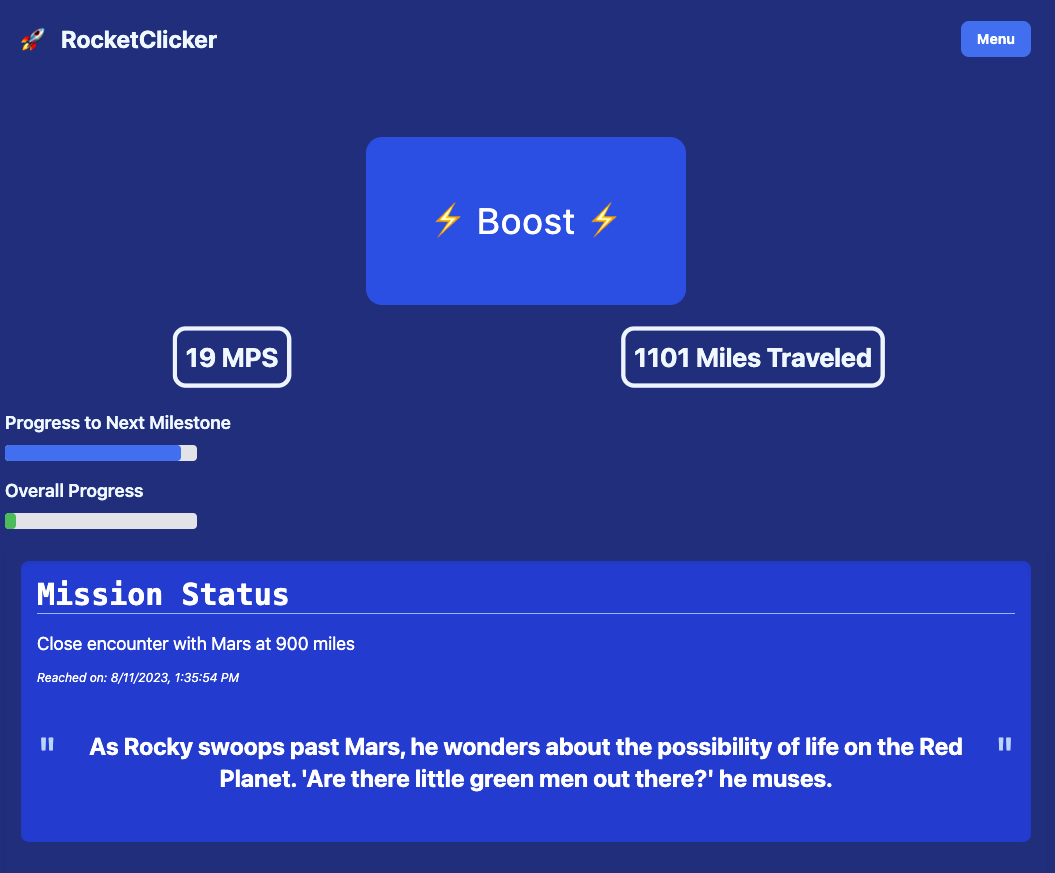 🚀 RocketClicker
Menu
⚡ Boost ⚡
19 MPS
1101 Miles Traveled
Progress to Next Milestone
Overall Progress
Mission Status
Close encounter with Mars at 900 miles
Reached on: 8/11/2023, 1:35:54 PM
" As Rocky swoops past Mars, he wonders about the possibility of life on the Red "
Planet. 'Are there little green men out there?' he muses.